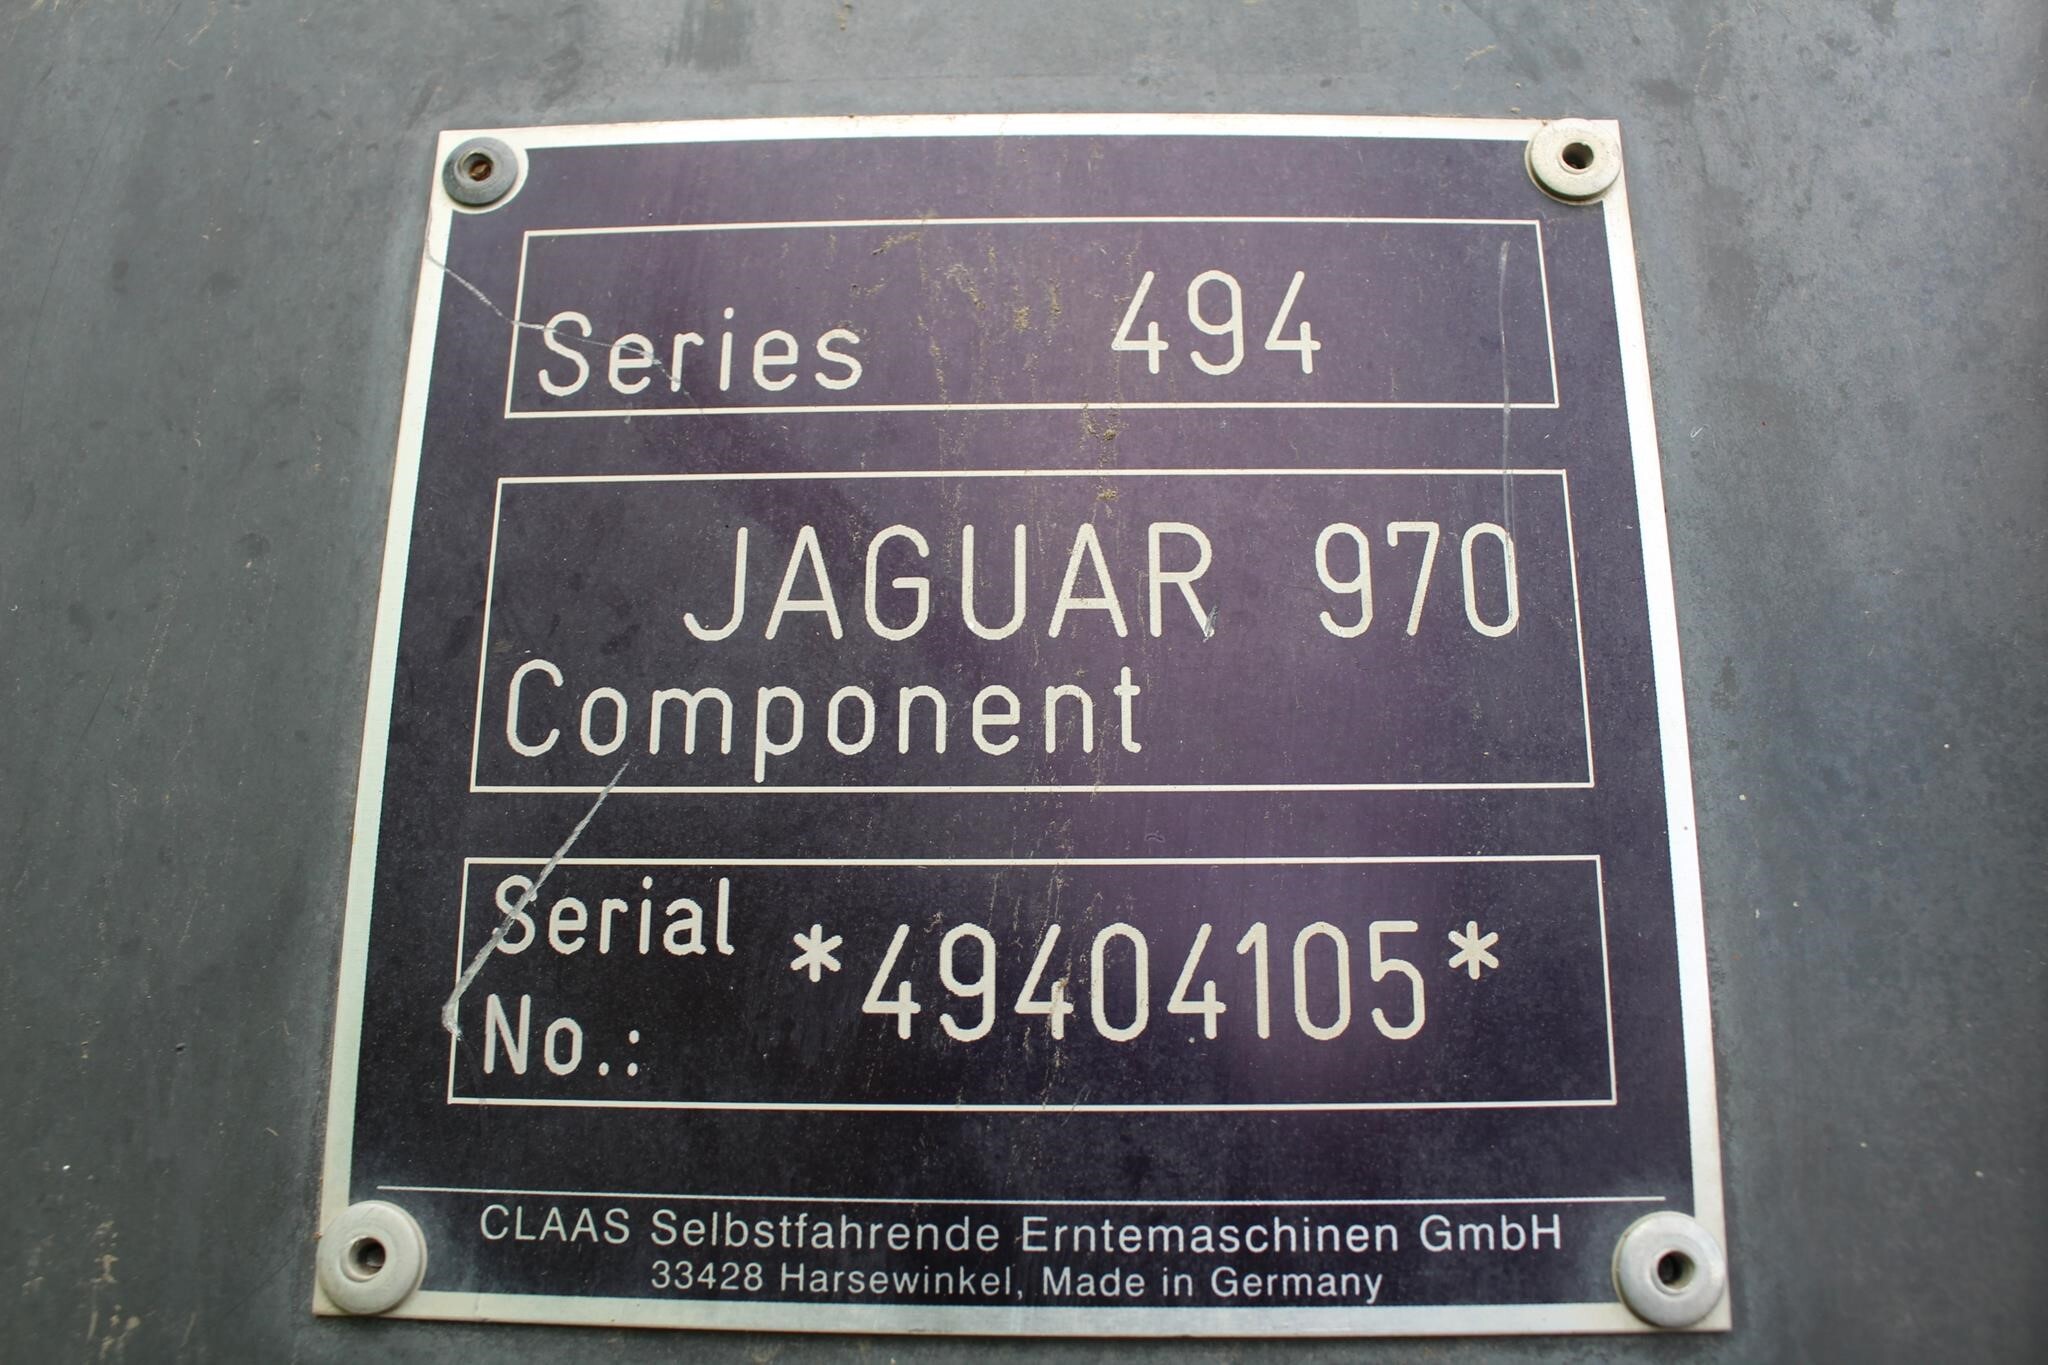 Series 494
JAGUAR 970
Component
Serial
No.: *49404105*
CLAAS Selbstfahrende Erntemaschinen GmbH
33428 Harsewinkel, Made in Germany